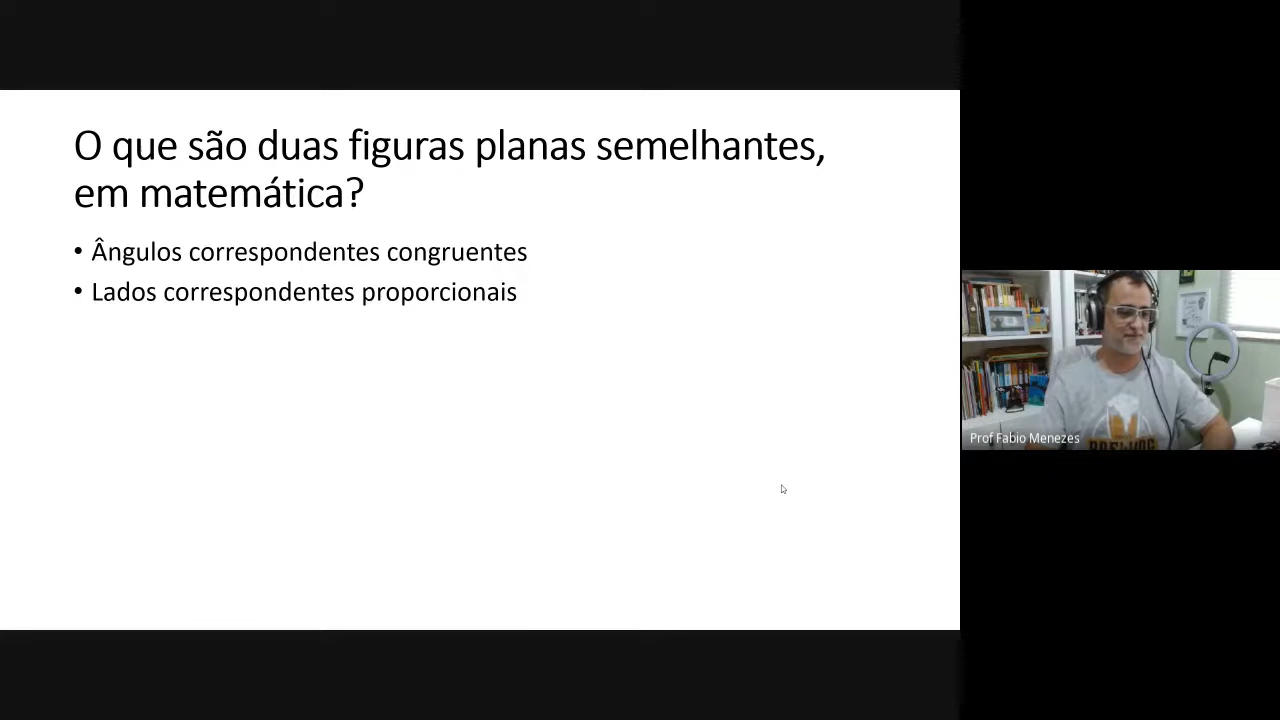 O que são duas figuras planas semelhantes,
em matemática?
• Ângulos correspondentes congruentes
• Lados correspondentes proporcionais
Prof Fabio Menezes